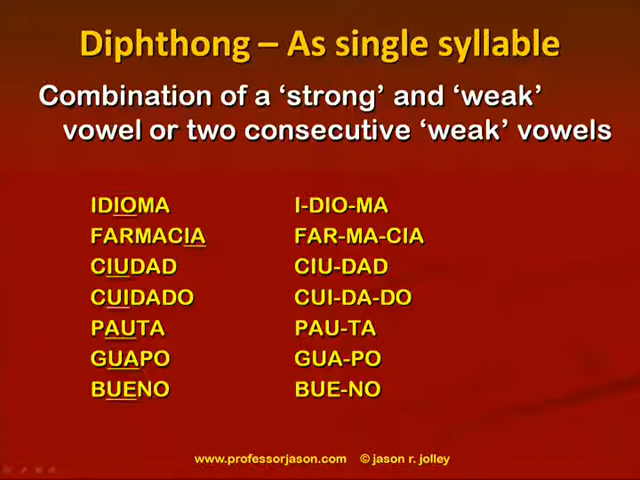 Diphthong – As single syllable
Combination of a ‘strong’ and ‘weak’
vowel or two consecutive ‘weak’ vowels
IDIOMA I-DIO-MA
FARMACIA FAR-MA-CIA
CIUDAD CIU-DAD
CUIDADO CUI-DA-DO
PAUTA PAU-TA
GUAPO GUA-PO
BUENO BUE-NO
www.professorjason.com © jason r. jolley